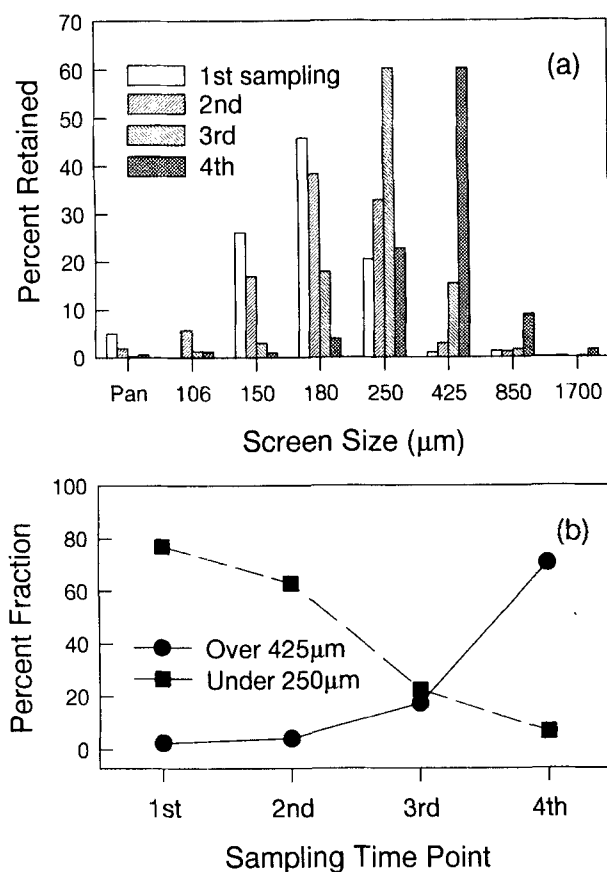 70
60
50
40
30
20
10
0
Percent Retained
(a)
1st sampling
2nd
3rd
4th
Pan 106 150 180 250 425 850 1700
Screen Size (μm)
100
80
60
40
20
0
Percent Fraction
(b)
Over 425μm
Under 250μm
1st 2nd 3rd 4th
Sampling Time Point